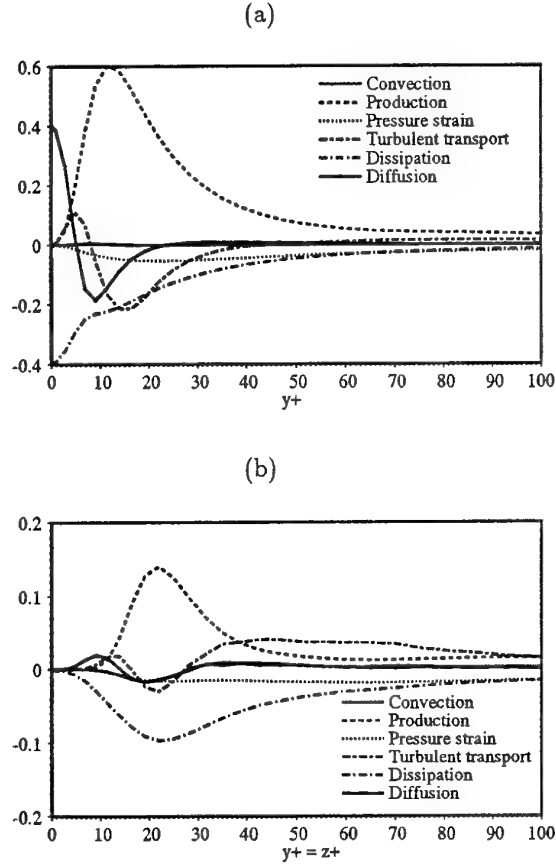 (a)
0.6
0.4
0.2
0
-0.2
-0.4
Convection
Production
Pressure strain
Turbulent transport
Dissipation
Diffusion
0 10 20 30 40 50 60 70 80 90 100
y+
(b)
0.2
0.1
0
-0.1
-0.2
Convection
Production
Pressure strain
Turbulent transport
Dissipation
Diffusion
0 10 20 30 40 50 60 70 80 90 100
y+ = z+